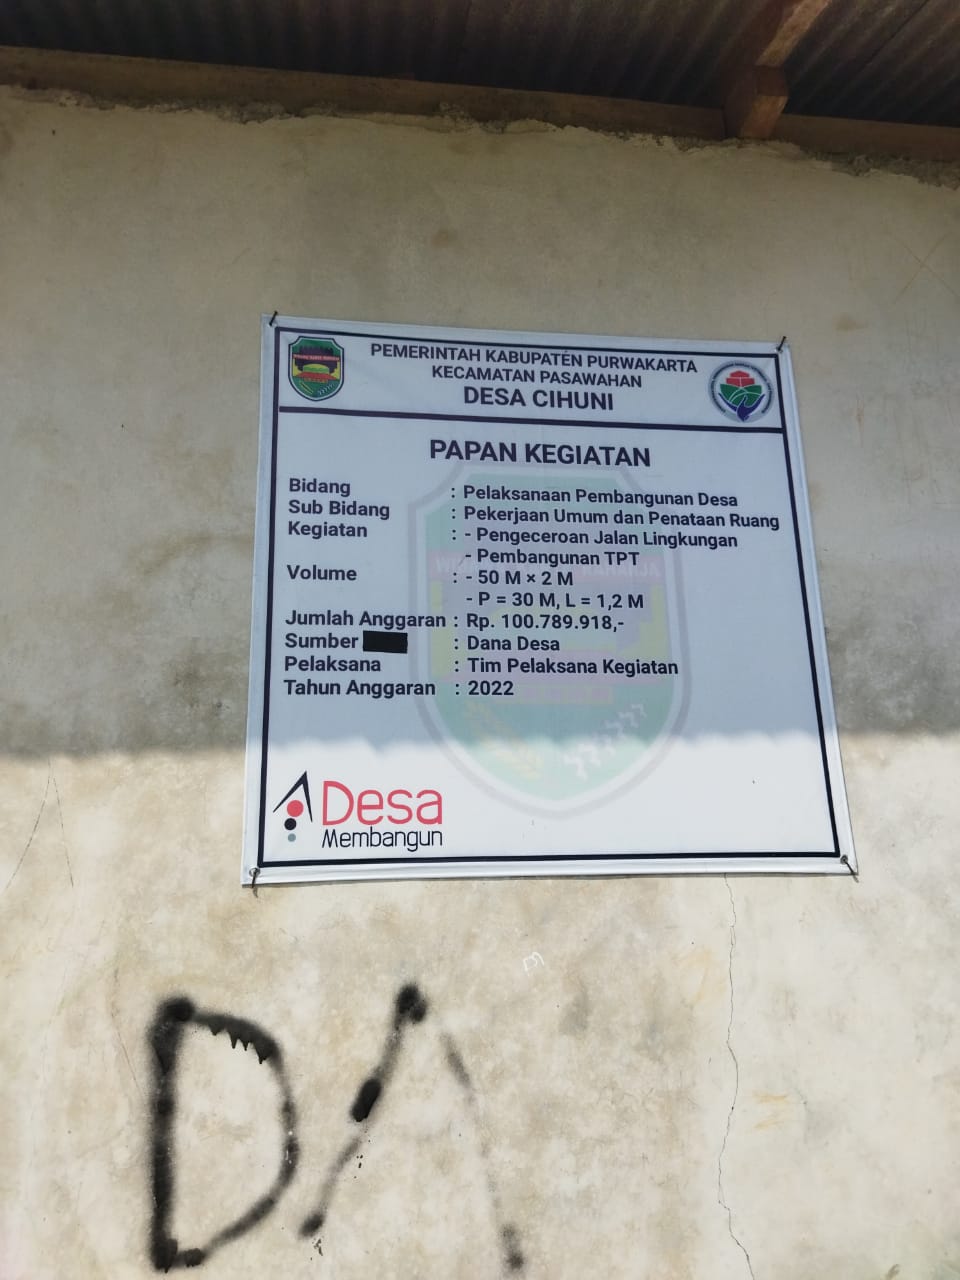 PEMERINTAH KABUPATEN PURWAKARTA
KECAMATAN PASAWAHAN
DESA CIHUNI
PAPAN KEGIATAN
Bidang : Pelaksanaan Pembangunan Desa
Sub Bidang : Pekerjaan Umum dan Penataan Ruang
Kegiatan : - Pengeceroan Jalan Lingkungan
- Pembangunan TPT
Volume : - 50 M × 2 M
- P = 30 M, L = 1,2 M
Jumlah Anggaran : Rp. 100.789.918,-
Sumber : Dana Desa
Pelaksana : Tim Pelaksana Kegiatan
Tahun Anggaran : 2022
Desa
Membangun
DA